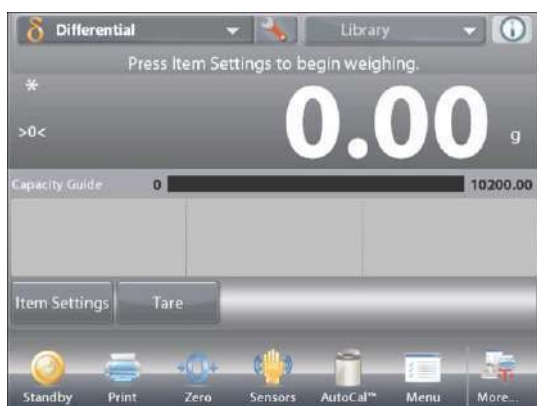 δ Differential Library
Press Item Settings to begin weighing.
*
>0< 0.00 g
Capacity Guide 0 10200.00
Item Settings Tare
Standby Print Zero Sensors AutoCal™ Menu More...